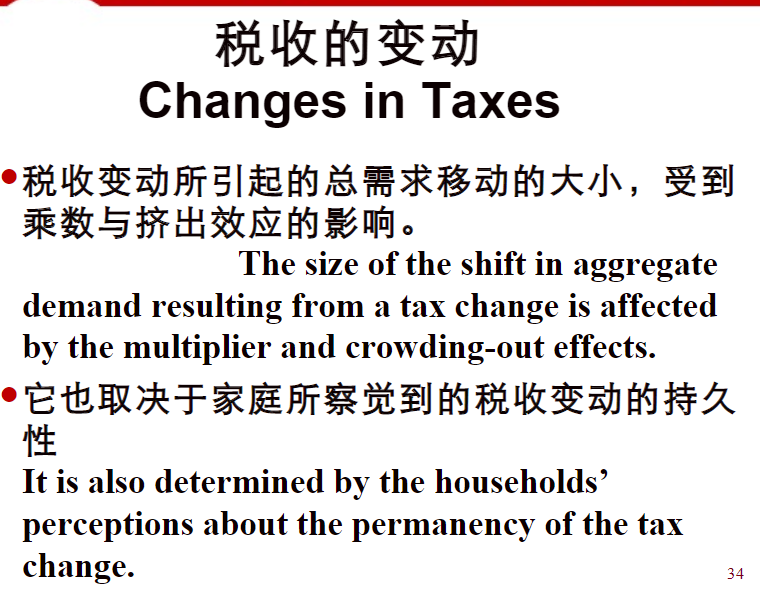 税收的变动
Changes in Taxes
•税收变动所引起的总需求移动的大小，受到
乘数与挤出效应的影响。
The size of the shift in aggregate
demand resulting from a tax change is affected
by the multiplier and crowding-out effects.
•它也取决于家庭所察觉到的税收变动的持久
性
It is also determined by the households’
perceptions about the permanency of the tax
change.
34